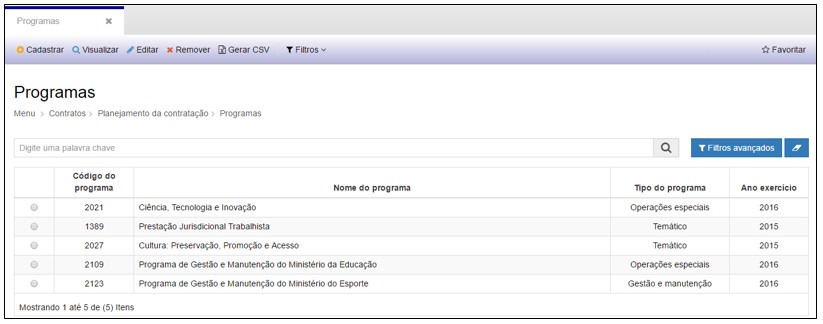 Programas
Cadastrar Visualizar Editar Remover Gerar CSV Filtros Favoritar
Programas
Menu > Contratos > Planejamento da contratação > Programas
Digite uma palavra chave Filtros avançados
Código do programa Nome do programa Tipo do programa Ano exercício
2021 Ciência, Tecnologia e Inovação Operações especiais 2016
1389 Prestação Jurisdicional Trabalhista Temático 2015
2027 Cultura: Preservação, Promoção e Acesso Temático 2015
2109 Programa de Gestão e Manutenção do Ministério da Educação Operações especiais 2016
2123 Programa de Gestão e Manutenção do Ministério do Esporte Gestão e manutenção 2016
Mostrando 1 até 5 de (5) Itens